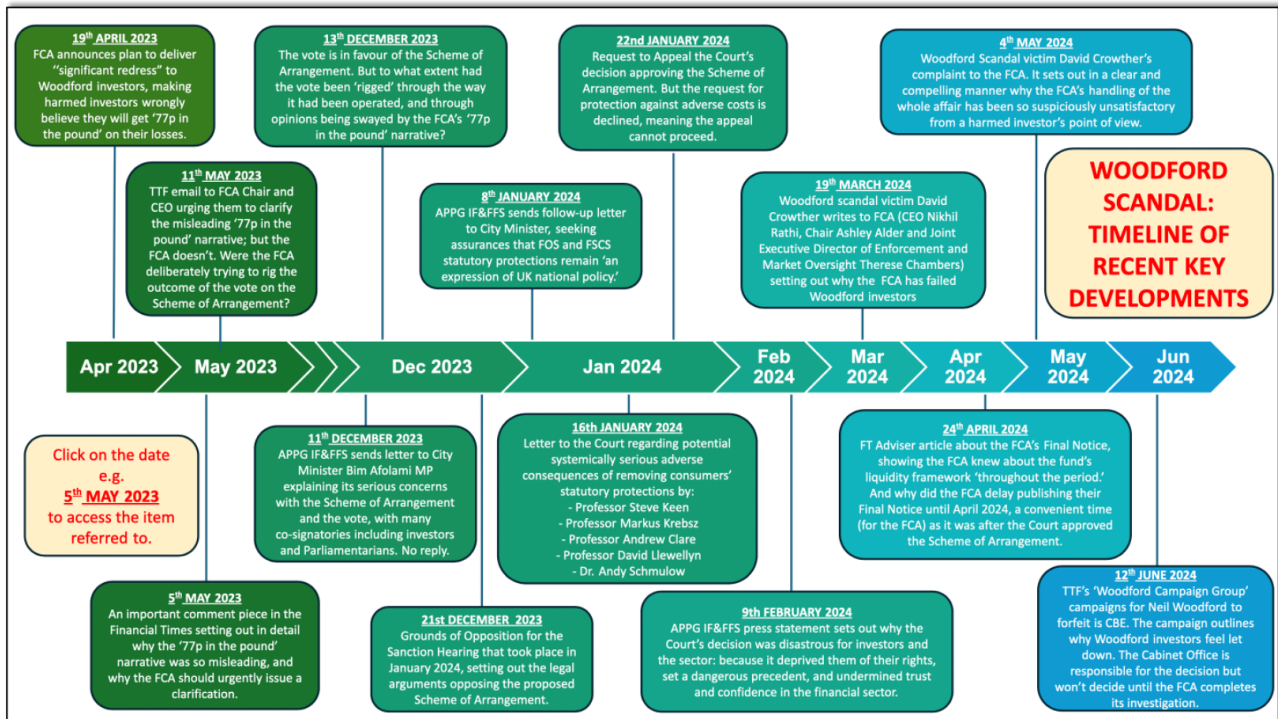 19th APRIL 2023
FCA announces plan to deliver
“significant redress” to
Woodford investors, making
harmed investors wrongly
believe they will get ‘77p in
the pound’ on their losses.
13th DECEMBER 2023
The vote is in favour of the Scheme of
Arrangement. But to what extent had
the vote been ‘rigged’ through the way
it had been operated, and through
opinions being swayed by the FCA’s ‘77p
in the pound’ narrative?
22nd JANUARY 2024
Request to Appeal the Court’s
decision approving the Scheme of
Arrangement. But the request for
protection against adverse costs is
declined, meaning the appeal
cannot proceed.
4th MAY 2024
Woodford Scandal victim David Crowther’s
complaint to the FCA. It sets out in a clear and
compelling manner why the FCA’s handling of the
whole affair has been so suspiciously unsatisfactory
from a harmed investor’s point of view.
11th MAY 2023
TTF email to FCA Chair and
CEO urging them to clarify
the misleading ‘77p in the
pound’ narrative; but the
FCA doesn’t. Were the FCA
deliberately trying to rig the
outcome of the vote on the
Scheme of Arrangement?
8th JANUARY 2024
APPG IF&FFS sends follow-up letter
to City Minister, seeking
assurances that FOS and FSCS
statutory protections remain ‘an
expression of UK national policy.’
19th MARCH 2024
Woodford scandal victim David
Crowther writes to FCA (CEO Nikhil
Rathi, Chair Ashley Alder and Joint
Executive Director of Enforcement and
Market Oversight Therese Chambers)
setting out why the FCA has failed
Woodford investors
WOODFORD
SCANDAL:
TIMELINE OF
RECENT KEY
DEVELOPMENTS
Apr 2023
May 2023
Dec 2023
Jan 2024
Feb
2024
Mar
2024
Apr
2024
May
2024
Jun
2024
Click on the date
e.g.
5th MAY 2023
to access the item
referred to.
11th DECEMBER 2023
APPG IF&FFS sends letter to City
Minister Bim Afolami MP
explaining its serious concerns
with the Scheme of Arrangement
and the vote, with many
co-signatories including investors
and Parliamentarians. No reply.
16th JANUARY 2024
Letter to the Court regarding potential
systemically serious adverse
consequences of removing consumers’
statutory protections by:
- Professor Steve Keen
- Professor Markus Krebsz
- Professor Andrew Clare
- Professor David Llewellyn
- Dr. Andy Schmulow
24th APRIL 2024
FT Adviser article about the FCA’s Final Notice,
showing the FCA knew about the fund’s
liquidity framework ‘throughout the period.’
And why did the FCA delay publishing their
Final Notice until April 2024, a convenient time
(for the FCA) as it was after the Court approved
the Scheme of Arrangement.
5th MAY 2023
An important comment piece in the
Financial Times setting out in detail
why the ‘77p in the pound’
narrative was so misleading, and
why the FCA should urgently issue a
clarification.
21st DECEMBER 2023
Grounds of Opposition for the
Sanction Hearing that took place in
January 2024, setting out the legal
arguments opposing the proposed
Scheme of Arrangement.
9th FEBRUARY 2024
APPG IF&FFS press statement sets out why the
Court’s decision was disastrous for investors and
the sector: because it deprived them of their rights,
set a dangerous precedent, and undermined trust
and confidence in the financial sector.
12th JUNE 2024
TTF’s ‘Woodford Campaign Group’
campaigns for Neil Woodford to
forfeit is CBE. The campaign outlines
why Woodford investors feel let
down. The Cabinet Office is
responsible for the decision but
won’t decide until the FCA completes
its investigation.